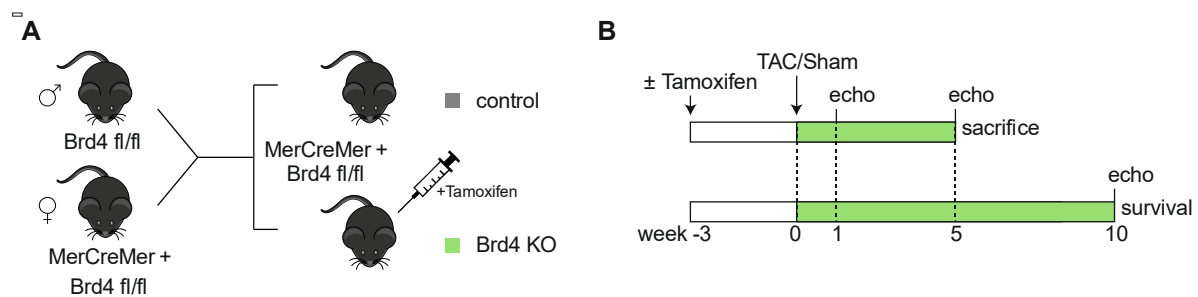 A
♂
Brd4 fl/fl
♀
MerCreMer +
Brd4 fl/fl
MerCreMer +
Brd4 fl/fl
+Tamoxifen
control
Brd4 KO
B
TAC/Sham
± Tamoxifen
echo
echo
sacrifice
echo
survival
week -3 0 1 5 10